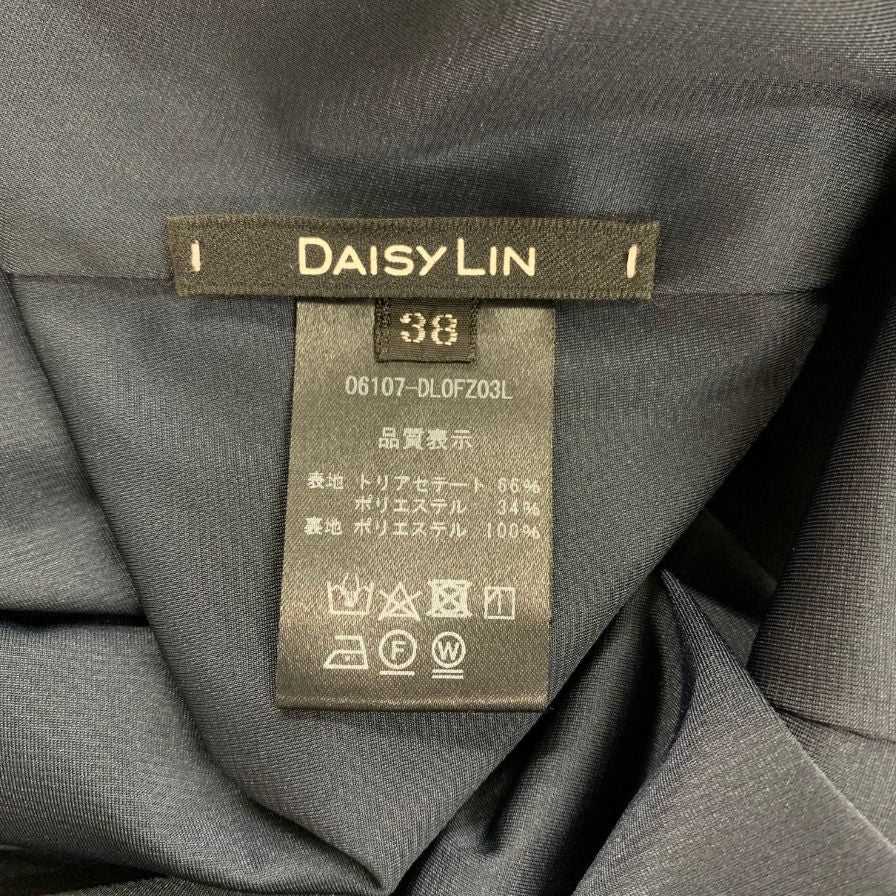 DAISY LIN
38
06107-DL0FZ03L
品質表示
表地 トリアセテート 66%
ポリエステル 34%
裏地 ポリエステル 100%
F W